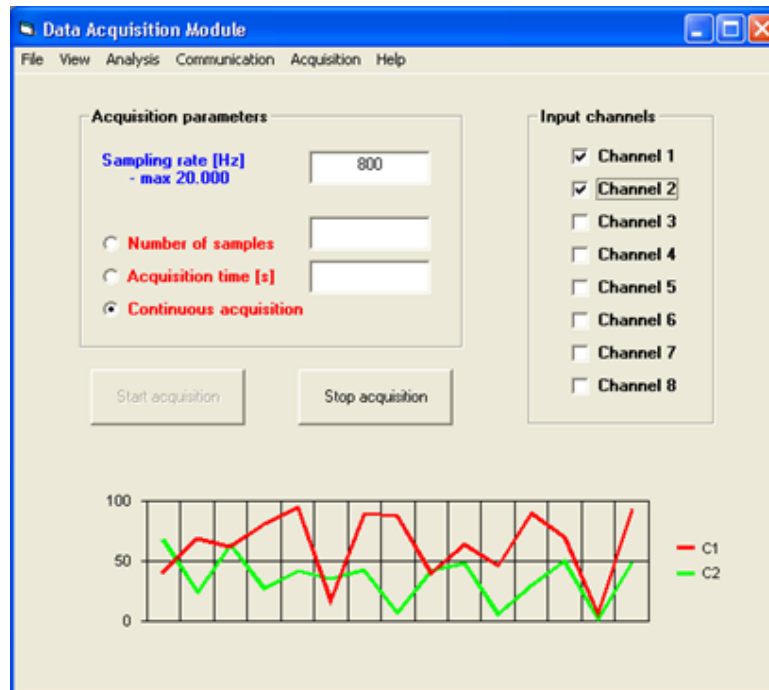 Data Acquisition Module
File View Analysis Communication Acquisition Help
Acquisition parameters
Sampling rate [Hz]
- max 20.000
800
Number of samples
Acquisition time [s]
Continuous acquisition
Input channels
Channel 1
Channel 2
Channel 3
Channel 4
Channel 5
Channel 6
Channel 7
Channel 8
Start acquisition
Stop acquisition
100
50
0
C1
C2